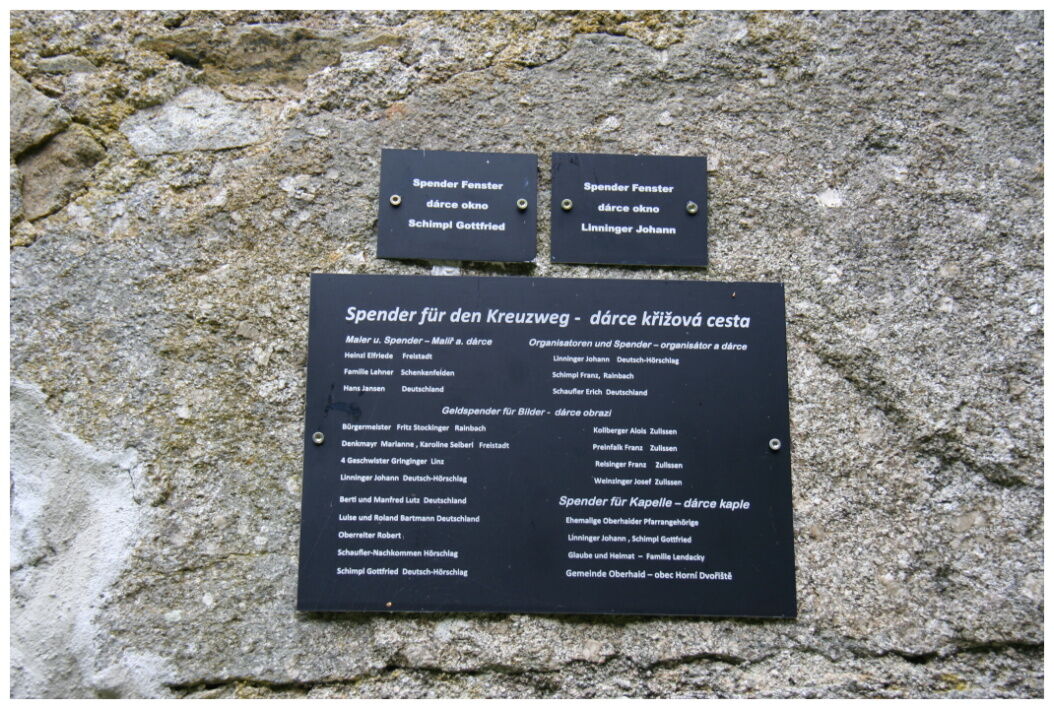 Spender Fenster
dárce okno
Schimpl Gottfried
Spender Fenster
dárce okno
Linninger Johann
Spender für den Kreuzweg - dárce křižová cesta
Maler u. Spender – Malíř a. dárce
Heinzl Elfriede Freistadt
Familie Lehner Schenkenfelden
Hans Jansen Deutschland
Organisatoren und Spender – organisátor a dárce
Linninger Johann Deutsch-Hörschlag
Schimpl Franz, Rainbach
Schaufler Erich Deutschland
Geldspender für Bilder - dárce obrazi
Bürgermeister Fritz Stockinger Rainbach
Denkmayr Marianne , Karoline Seiberl Freistadt
4 Geschwister Gringinger Linz
Linninger Johann Deutsch-Hörschlag
Bertl und Manfred Lutz Deutschland
Luise und Roland Bartmann Deutschland
Oberreiter Robert
Schaufler-Nachkommen Hörschlag
Schimpl Gottfried Deutsch-Hörschlag
Kollberger Alois Zulissen
Preinfalk Franz Zulissen
Reisinger Franz Zulissen
Weinzinger Josef Zulissen
Spender für Kapelle – dárce kaple
Ehemalige Oberhaider Pfarrangehörige
Linninger Johann , Schimpl Gottfried
Glaube und Heimat – Familie Lendacky
Gemeinde Oberhaid – obec Horní Dvořiště